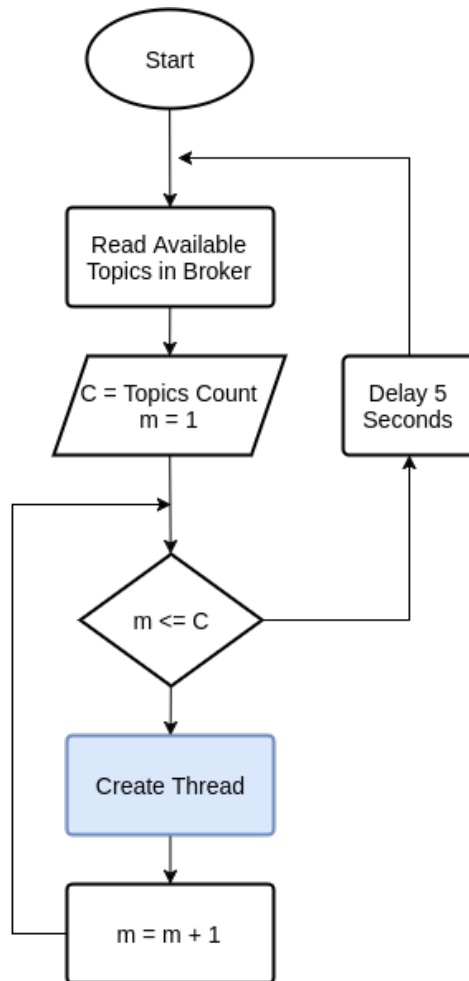 Start
Read Available
Topics in Broker
C = Topics Count
m = 1
Delay 5
Seconds
m <= C
Create Thread
m = m + 1